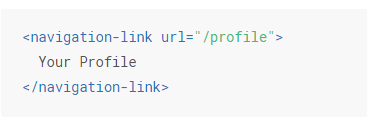 <navigation-link url="/profile">
  Your Profile
</navigation-link>